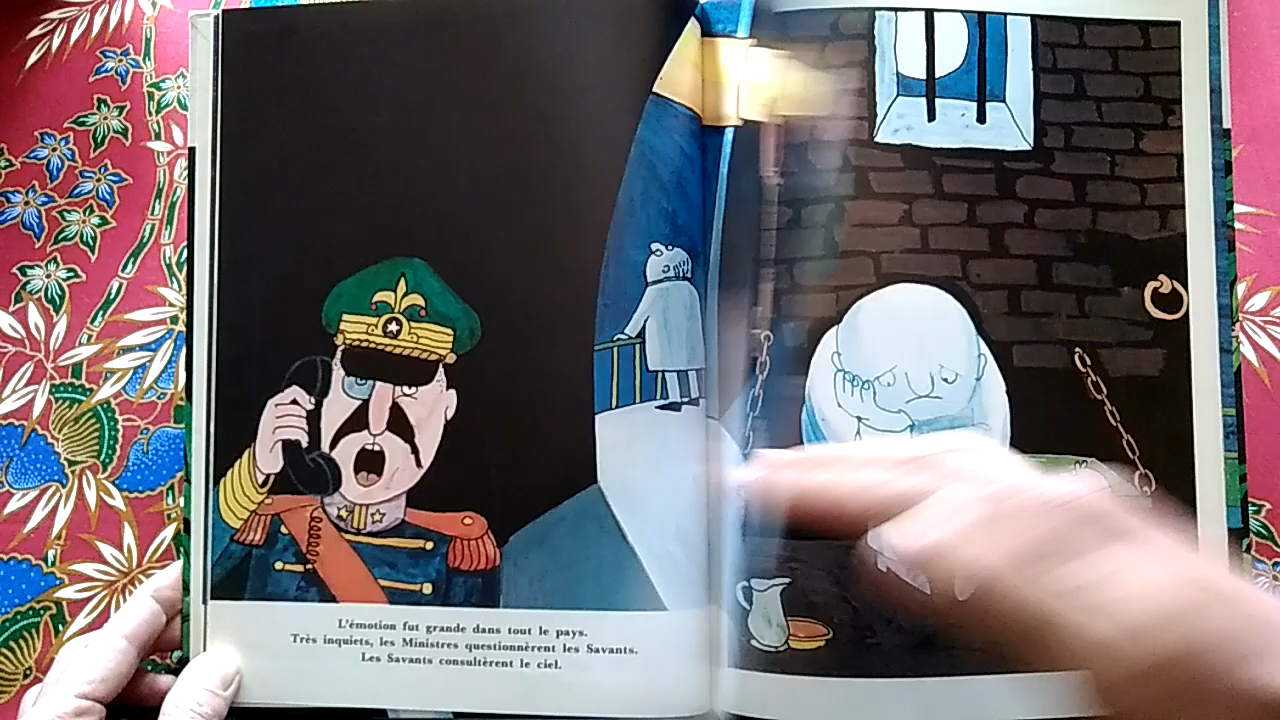 L'émotion fut grande dans tout le pays.
Très inquiets, les Ministres questionnèrent les Savants.
Les Savants consultèrent le ciel.